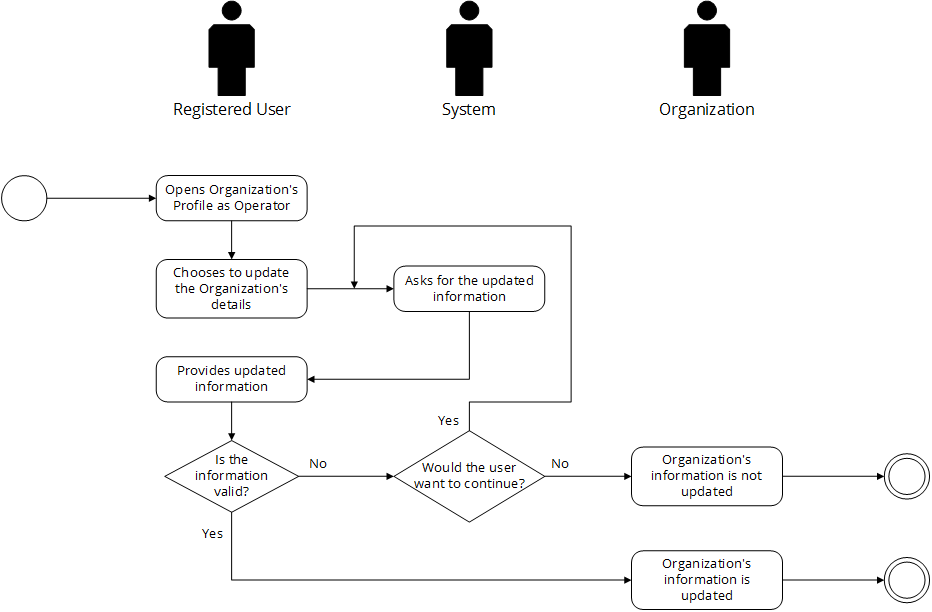 Registered User
System
Organization
Opens Organization's
Profile as Operator
Chooses to update
the Organization's
details
Asks for the updated
information
Provides updated
information
Yes
Is the
information
valid?
No
Would the user
want to continue?
No
Organization's
information is not
updated
Yes
Organization's
information is
updated